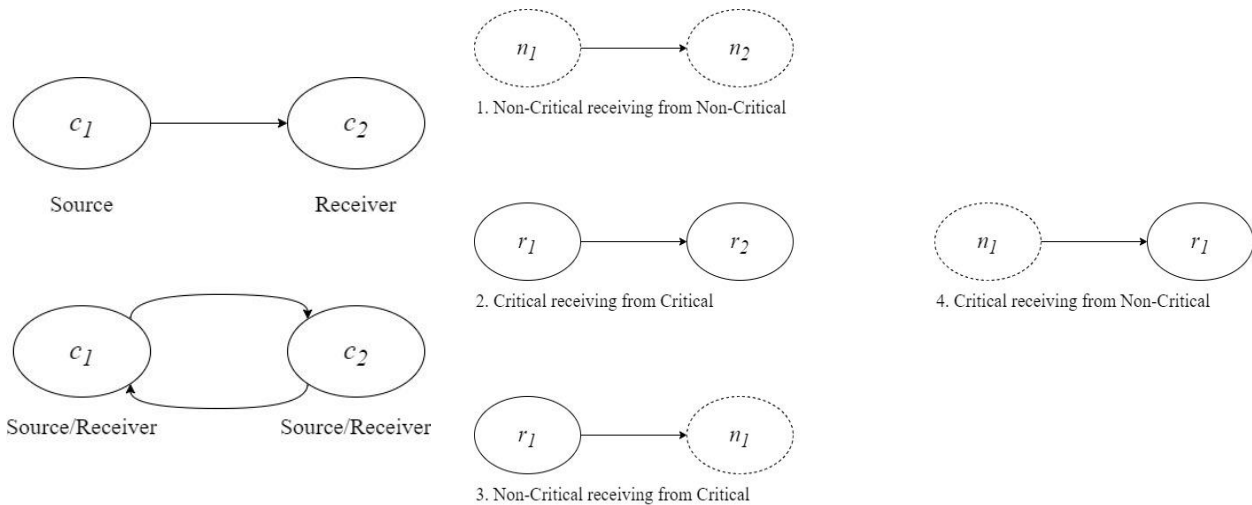 c1
c2
Source
Receiver
c1
c2
Source/Receiver
Source/Receiver
n1
n2
1. Non-Critical receiving from Non-Critical
r1
r2
2. Critical receiving from Critical
r1
n1
3. Non-Critical receiving from Critical
n1
r1
4. Critical receiving from Non-Critical